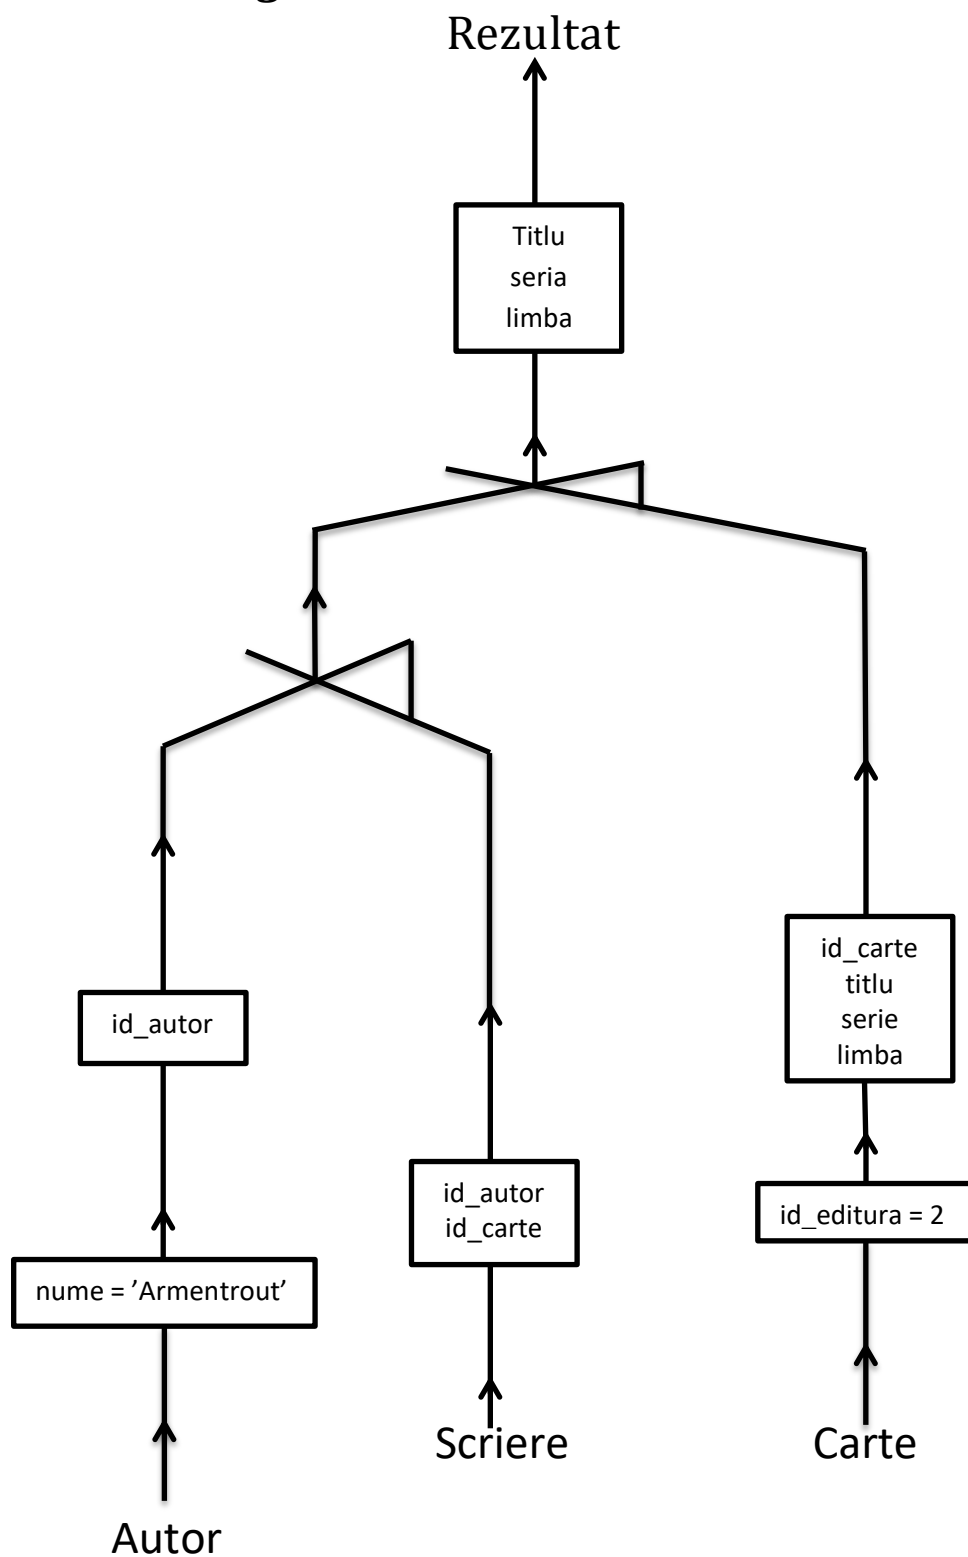 Rezultat
Titlu
seria
limba
id_carte
titlu
serie
limba
id_autor
id_autor
id_carte
id_editura = 2
nume = ’Armentrout’
Scriere
Carte
Autor